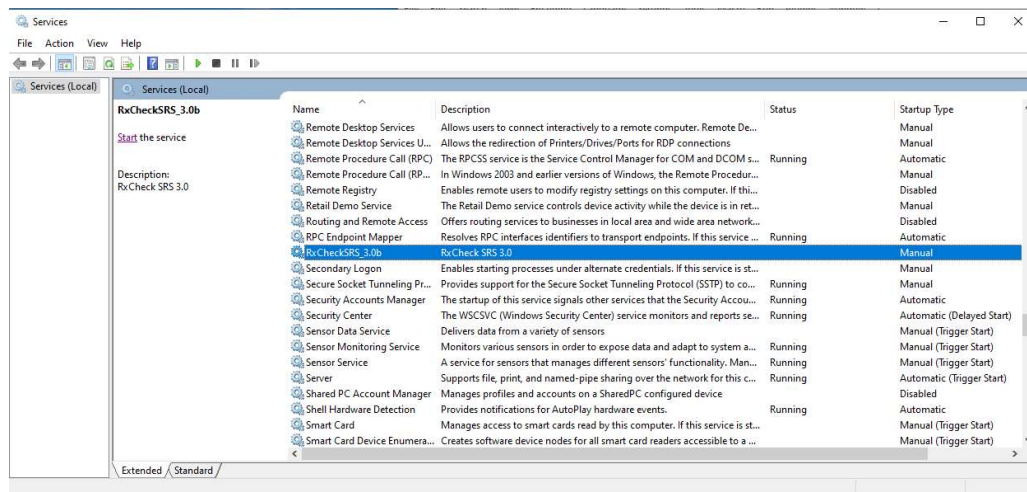 Services
File Action View Help
Services (Local)
Services (Local)
RxCheckSRS_3.0b
Start the service
Description:
RxCheck SRS 3.0
Name Description Status Startup Type
Remote Desktop Services Allows users to connect interactively to a remote computer. Remote De... Manual
Remote Desktop Services U... Allows the redirection of Printers/Drives/Ports for RDP connections Manual
Remote Procedure Call (RPC) The RPCSS service is the Service Control Manager for COM and DCOM s... Running Automatic
Remote Procedure Call (RP... In Windows 2003 and earlier versions of Windows, the Remote Procedur... Manual
Remote Registry Enables remote users to modify registry settings on this computer. If thi... Disabled
Retail Demo Service The Retail Demo service controls device activity while the device is in ret... Manual
Routing and Remote Access Offers routing services to businesses in local area and wide area network... Disabled
RPC Endpoint Mapper Resolves RPC interfaces identifiers to transport endpoints. If this service ... Running Automatic
RxCheckSRS_3.0b RxCheck SRS 3.0 Manual
Secondary Logon Enables starting processes under alternate credentials. If this service is st... Manual
Secure Socket Tunneling Pr... Provides support for the Secure Socket Tunneling Protocol (SSTP) to co... Running Manual
Security Accounts Manager The startup of this service signals other services that the Security Accou... Running Automatic
Security Center The WSCSVC (Windows Security Center) service monitors and reports se... Running Automatic (Delayed Start)
Sensor Data Service Delivers data from a variety of sensors Manual (Trigger Start)
Sensor Monitoring Service Monitors various sensors in order to expose data and adapt to system a... Running Manual (Trigger Start)
Sensor Service A service for sensors that manages different sensors' functionality. Man... Running Manual (Trigger Start)
Server Supports file, print, and named-pipe sharing over the network for this c... Running Automatic (Trigger Start)
Shared PC Account Manager Manages profiles and accounts on a SharedPC configured device Disabled
Shell Hardware Detection Provides notifications for AutoPlay hardware events. Running Automatic
Smart Card Manages access to smart cards read by this computer. If this service is st... Manual (Trigger Start)
Smart Card Device Enumera... Creates software device nodes for all smart card readers accessible to a ... Manual (Trigger Start)
Extended Standard